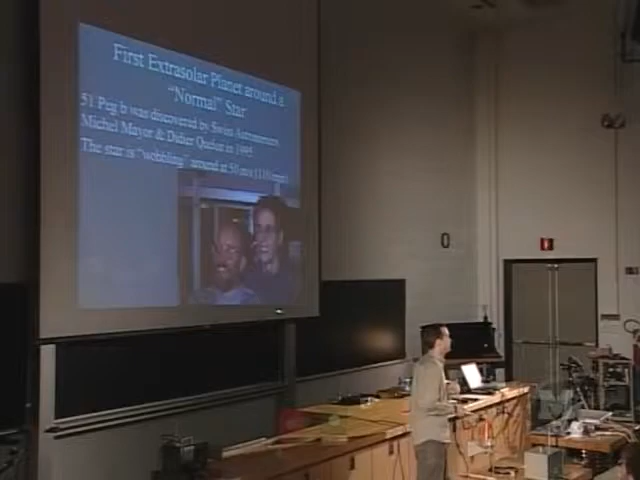 First Extrasolar Planet around a
"Normal" Star
51 Peg b was discovered by Swiss Astronomers
Michel Mayor & Didier Queloz in 1995
The star is "wobbling" around at 50 m/s